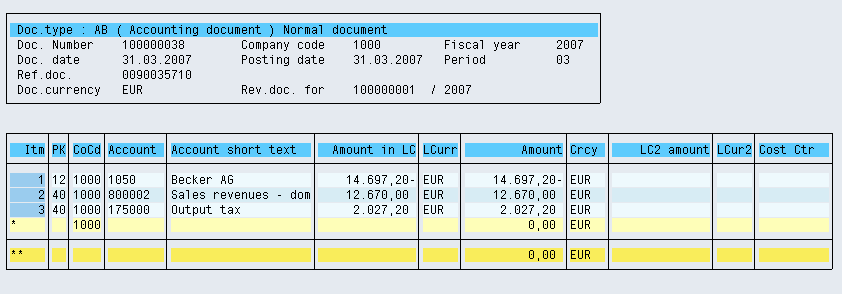 Doc.type : AB ( Accounting document ) Normal document
Doc. Number 100000038 Company code 1000 Fiscal year 2007
Doc. date 31.03.2007 Posting date 31.03.2007 Period 03
Ref.doc. 0090035710
Doc.currency EUR Rev.doc. for 100000001 / 2007
Itm PK CoCd Account Account short text Amount in LC LCurr Amount Crcy LC2 amount LCur2 Cost Ctr
1 12 1000 1050 Becker AG 14.697,20- EUR 14.697,20- EUR
2 40 1000 800002 Sales revenues - dom 12.670,00 EUR 12.670,00 EUR
3 40 1000 175000 Output tax 2.027,20 EUR 2.027,20 EUR
* 1000 0,00 EUR
** 0,00 EUR